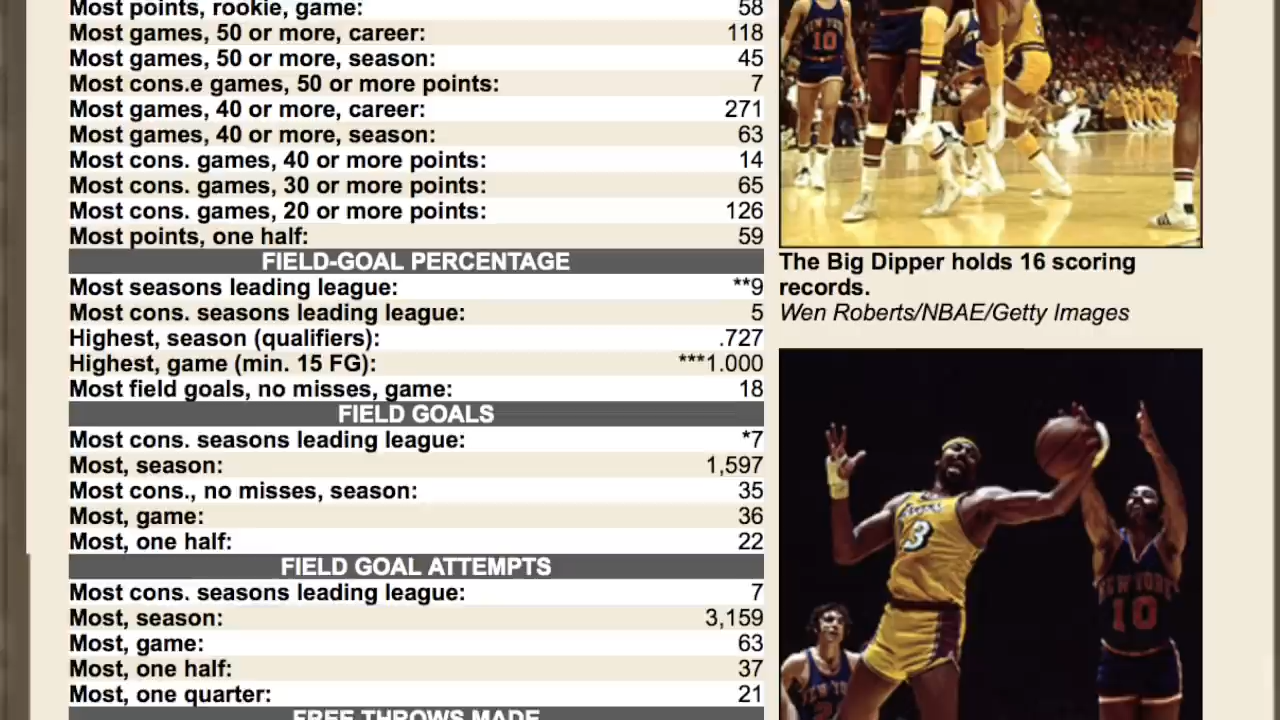 Most points, rookie, game: 58
Most games, 50 or more, career: 118
Most games, 50 or more, season: 45
Most cons.e games, 50 or more points: 7
Most games, 40 or more, career: 271
Most games, 40 or more, season: 63
Most cons. games, 40 or more points: 14
Most cons. games, 30 or more points: 65
Most cons. games, 20 or more points: 126
Most points, one half: 59
FIELD-GOAL PERCENTAGE
Most seasons leading league: **9
Most cons. seasons leading league: 5
Highest, season (qualifiers): .727
Highest, game (min. 15 FG): ***1.000
Most field goals, no misses, game: 18
FIELD GOALS
Most cons. seasons leading league: *7
Most, season: 1,597
Most cons., no misses, season: 35
Most, game: 36
Most, one half: 22
FIELD GOAL ATTEMPTS
Most cons. seasons leading league: 7
Most, season: 3,159
Most, game: 63
Most, one half: 37
Most, one quarter: 21
FREE THROWS MADE
10
The Big Dipper holds 16 scoring
records.
Wen Roberts/NBAE/Getty Images
NEW YORK
10